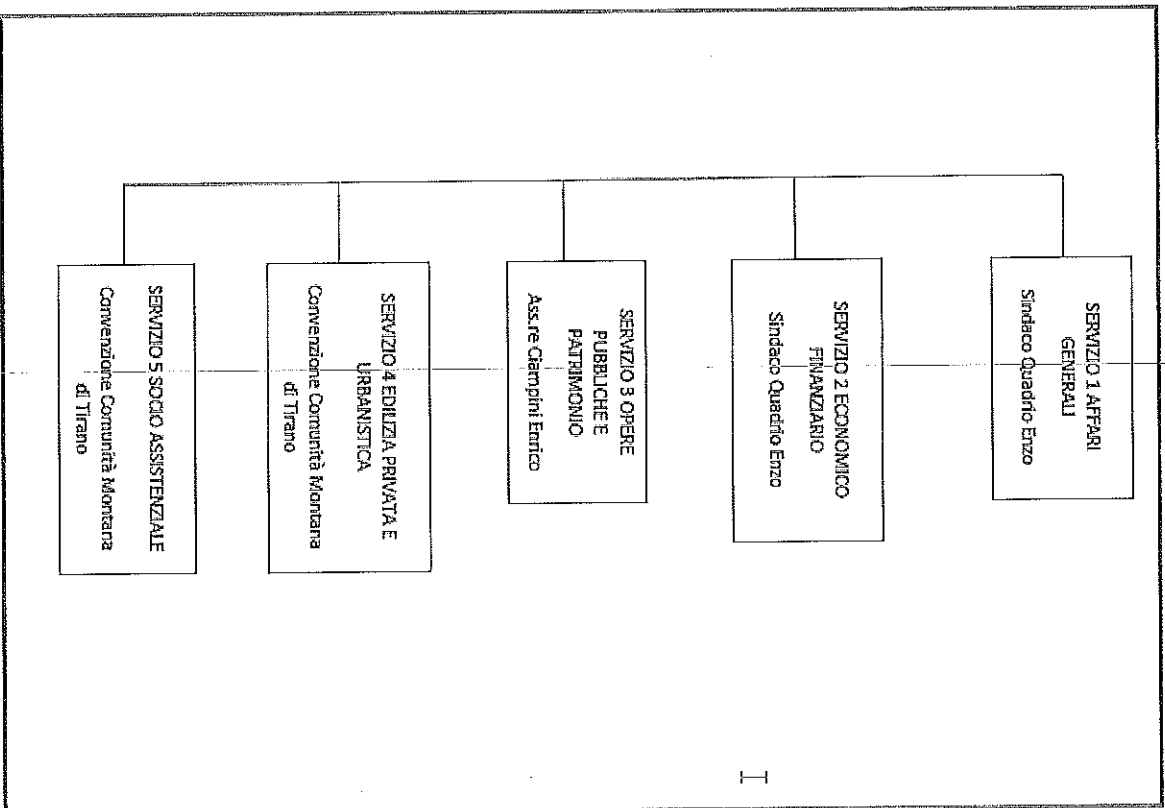 SERVIZIO 1 AFFARI
GENERALI
Sindaco Quadrio Enzo
SERVIZIO 2 ECONOMICO
FINANZIARIO
Sindaco Quadrio Enzo
SERVIZIO 3 OPERE
PUBBLICHE E
PATRIMONIO
Ass.re Ciampini Enrico
SERVIZIO 4 EDILIZIA PRIVATA E
URBANISTICA
Convenzione Comunità Montana
di Tirano
SERVIZIO 5 SOCIO ASSISTENZIALE
Convenzione Comunità Montana
di Tirano